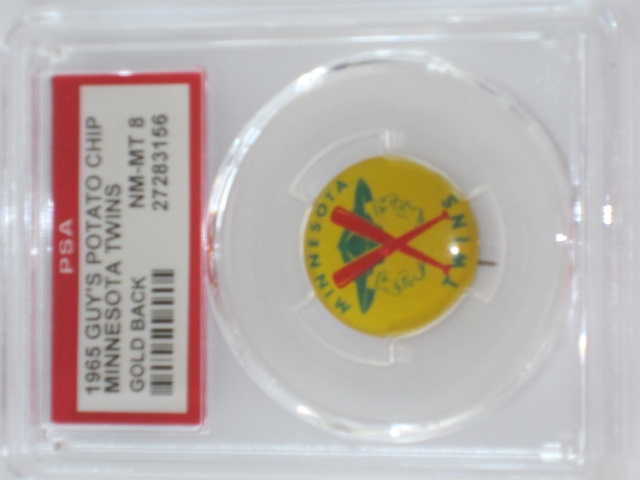 PSA
1965 GUY'S POTATO CHIP
MINNESOTA TWINS
GOLD BACK NM-MT 8
27283156
MINNESOTA
TWINS